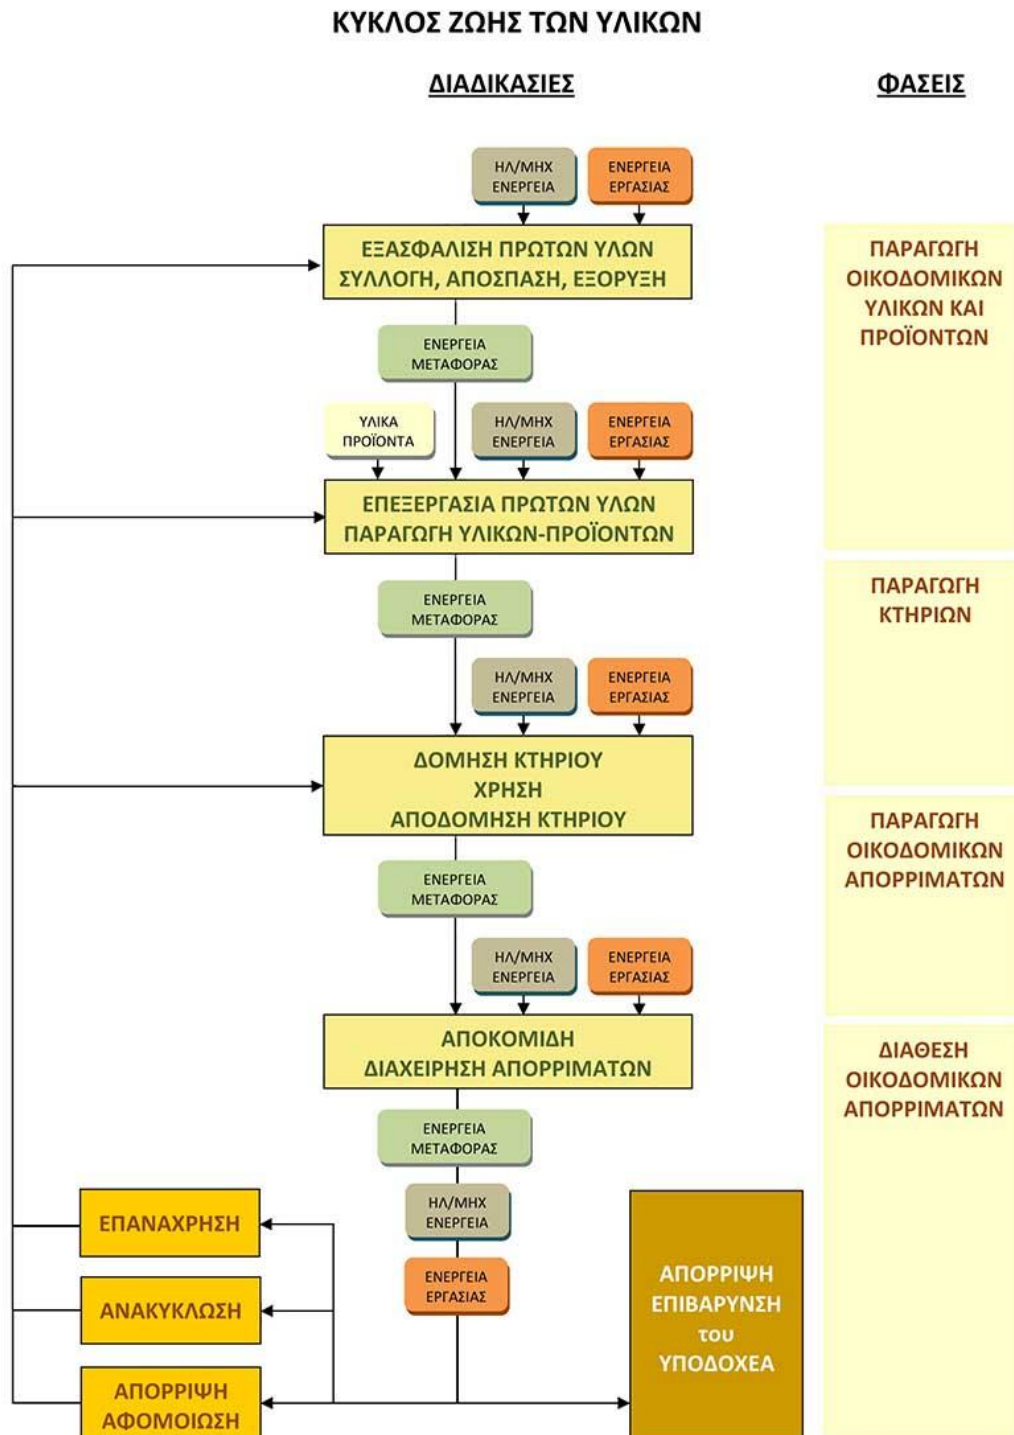 ΚΥΚΛΟΣ ΖΩΗΣ ΤΩΝ ΥΛΙΚΩΝ
ΔΙΑΔΙΚΑΣΙΕΣ
ΦΑΣΕΙΣ
ΗΛ/ΜΗΧ
ΕΝΕΡΓΕΙΑ
ΕΝΕΡΓΕΙΑ
ΕΡΓΑΣΙΑΣ
ΕΞΑΣΦΑΛΙΣΗ ΠΡΩΤΩΝ ΥΛΩΝ
ΣΥΛΛΟΓΗ, ΑΠΟΣΠΑΣΗ, ΕΞΟΡΥΞΗ
ΠΑΡΑΓΩΓΗ
ΟΙΚΟΔΟΜΙΚΩΝ
ΥΛΙΚΩΝ ΚΑΙ
ΠΡΟΪΟΝΤΩΝ
ΕΝΕΡΓΕΙΑ
ΜΕΤΑΦΟΡΑΣ
ΥΛΙΚΑ
ΠΡΟΪΟΝΤΑ
ΗΛ/ΜΗΧ
ΕΝΕΡΓΕΙΑ
ΕΝΕΡΓΕΙΑ
ΕΡΓΑΣΙΑΣ
ΕΠΕΞΕΡΓΑΣΙΑ ΠΡΩΤΩΝ ΥΛΩΝ
ΠΑΡΑΓΩΓΗ ΥΛΙΚΩΝ-ΠΡΟΪΟΝΤΩΝ
ΕΝΕΡΓΕΙΑ
ΜΕΤΑΦΟΡΑΣ
ΠΑΡΑΓΩΓΗ
ΚΤΗΡΙΩΝ
ΗΛ/ΜΗΧ
ΕΝΕΡΓΕΙΑ
ΕΝΕΡΓΕΙΑ
ΕΡΓΑΣΙΑΣ
ΔΟΜΗΣΗ ΚΤΗΡΙΟΥ
ΧΡΗΣΗ
ΑΠΟΔΟΜΗΣΗ ΚΤΗΡΙΟΥ
ΠΑΡΑΓΩΓΗ
ΟΙΚΟΔΟΜΙΚΩΝ
ΑΠΟΡΡΙΜΑΤΩΝ
ΕΝΕΡΓΕΙΑ
ΜΕΤΑΦΟΡΑΣ
ΗΛ/ΜΗΧ
ΕΝΕΡΓΕΙΑ
ΕΝΕΡΓΕΙΑ
ΕΡΓΑΣΙΑΣ
ΑΠΟΚΟΜΙΔΗ
ΔΙΑΧΕΙΡΗΣΗ ΑΠΟΡΡΙΜΑΤΩΝ
ΔΙΑΘΕΣΗ
ΟΙΚΟΔΟΜΙΚΩΝ
ΑΠΟΡΡΙΜΑΤΩΝ
ΕΝΕΡΓΕΙΑ
ΜΕΤΑΦΟΡΑΣ
ΗΛ/ΜΗΧ
ΕΝΕΡΓΕΙΑ
ΕΝΕΡΓΕΙΑ
ΕΡΓΑΣΙΑΣ
ΕΠΑΝΑΧΡΗΣΗ
ΑΝΑΚΥΚΛΩΣΗ
ΑΠΟΡΡΙΨΗ
ΑΦΟΜΟΙΩΣΗ
ΑΠΟΡΡΙΨΗ
ΕΠΙΒΑΡΥΝΣΗ
του
ΥΠΟΔΟΧΕΑ